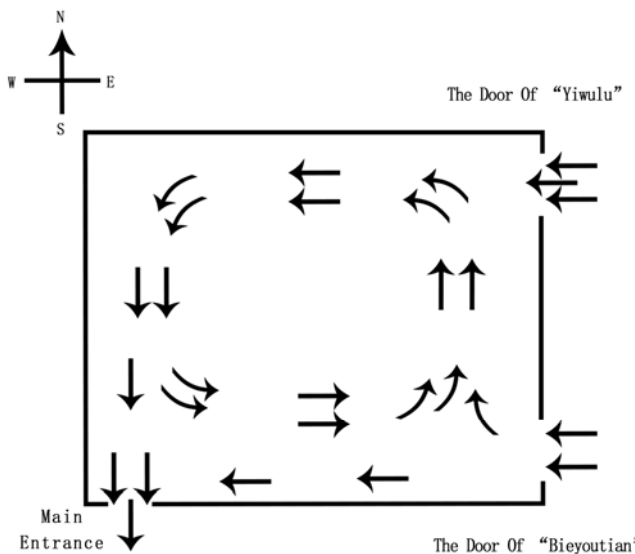 N
W E
S
The Door Of “Yiwulu”
Main
Entrance
The Door Of “Bieyoutian”